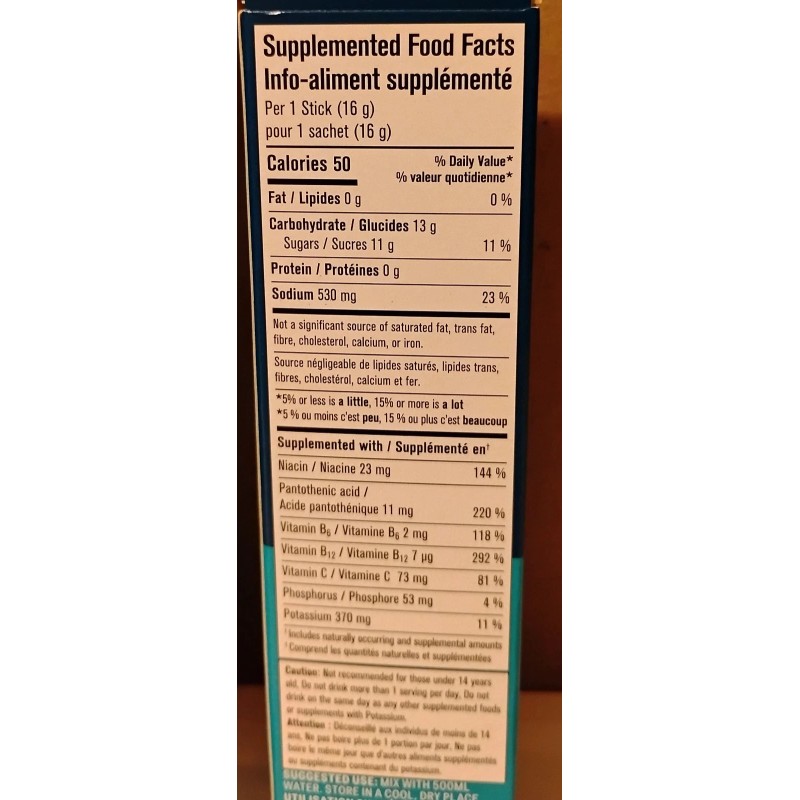 Supplemented Food Facts
Info-aliment supplémenté
Per 1 Stick (16 g)
pour 1 sachet (16 g)
Calories 50
% Daily Value*
% valeur quotidienne*
Fat / Lipides 0 g 0 %
Carbohydrate / Glucides 13 g
Sugars / Sucres 11 g 11 %
Protein / Protéines 0 g
Sodium 530 mg 23 %
Not a significant source of saturated fat, trans fat,
fibre, cholesterol, calcium, or iron.
Source négligeable de lipides saturés, lipides trans,
fibres, cholestérol, calcium et fer.
*5% or less is a little, 15% or more is a lot
*5 % ou moins c'est peu, 15 % ou plus c'est beaucoup
Supplemented with / Supplémenté en†
Niacin / Niacine 23 mg 144 %
Pantothenic acid /
Acide pantothénique 11 mg 220 %
Vitamin B₆ / Vitamine B₆ 2 mg 118 %
Vitamin B₁₂ / Vitamine B₁₂ 7 µg 292 %
Vitamin C / Vitamine C 73 mg 81 %
Phosphorus / Phosphore 53 mg 4 %
Potassium 370 mg 11 %
†Includes naturally occurring and supplemental amounts
†Comprend les quantités naturelles et supplémentées
Caution: Not recommended for those under 14 years
old. Do not drink more than 1 serving per day. Do not
drink on the same day as any other supplemented foods
or supplements with Potassium.
Attention : Déconseillé aux individus de moins de 14
ans. Ne pas boire plus de 1 portion par jour. Ne pas
boire le même jour que d'autres aliments supplémentés
ou suppléments contenant du potassium.
SUGGESTED USE: MIX WITH 500ML
WATER. STORE IN A COOL, DRY PLACE